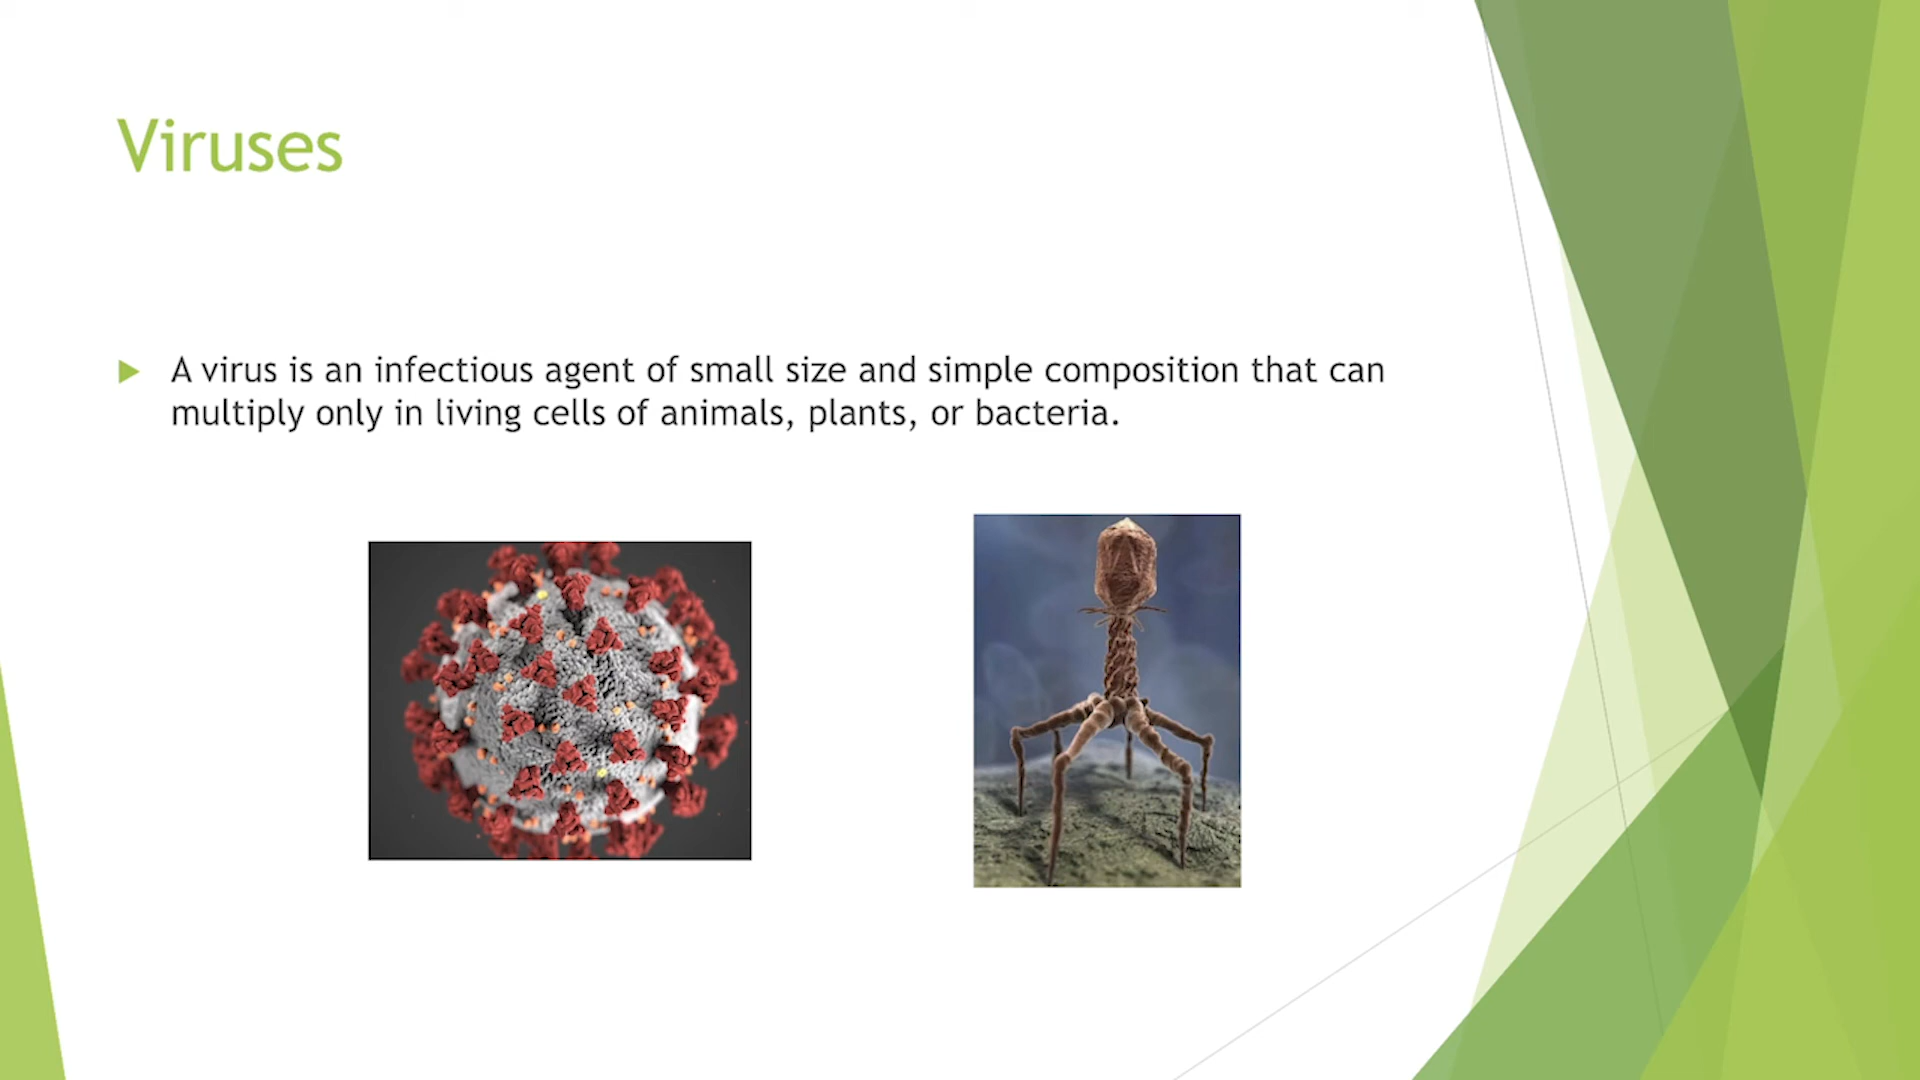 Viruses
A virus is an infectious agent of small size and simple composition that can
multiply only in living cells of animals, plants, or bacteria.